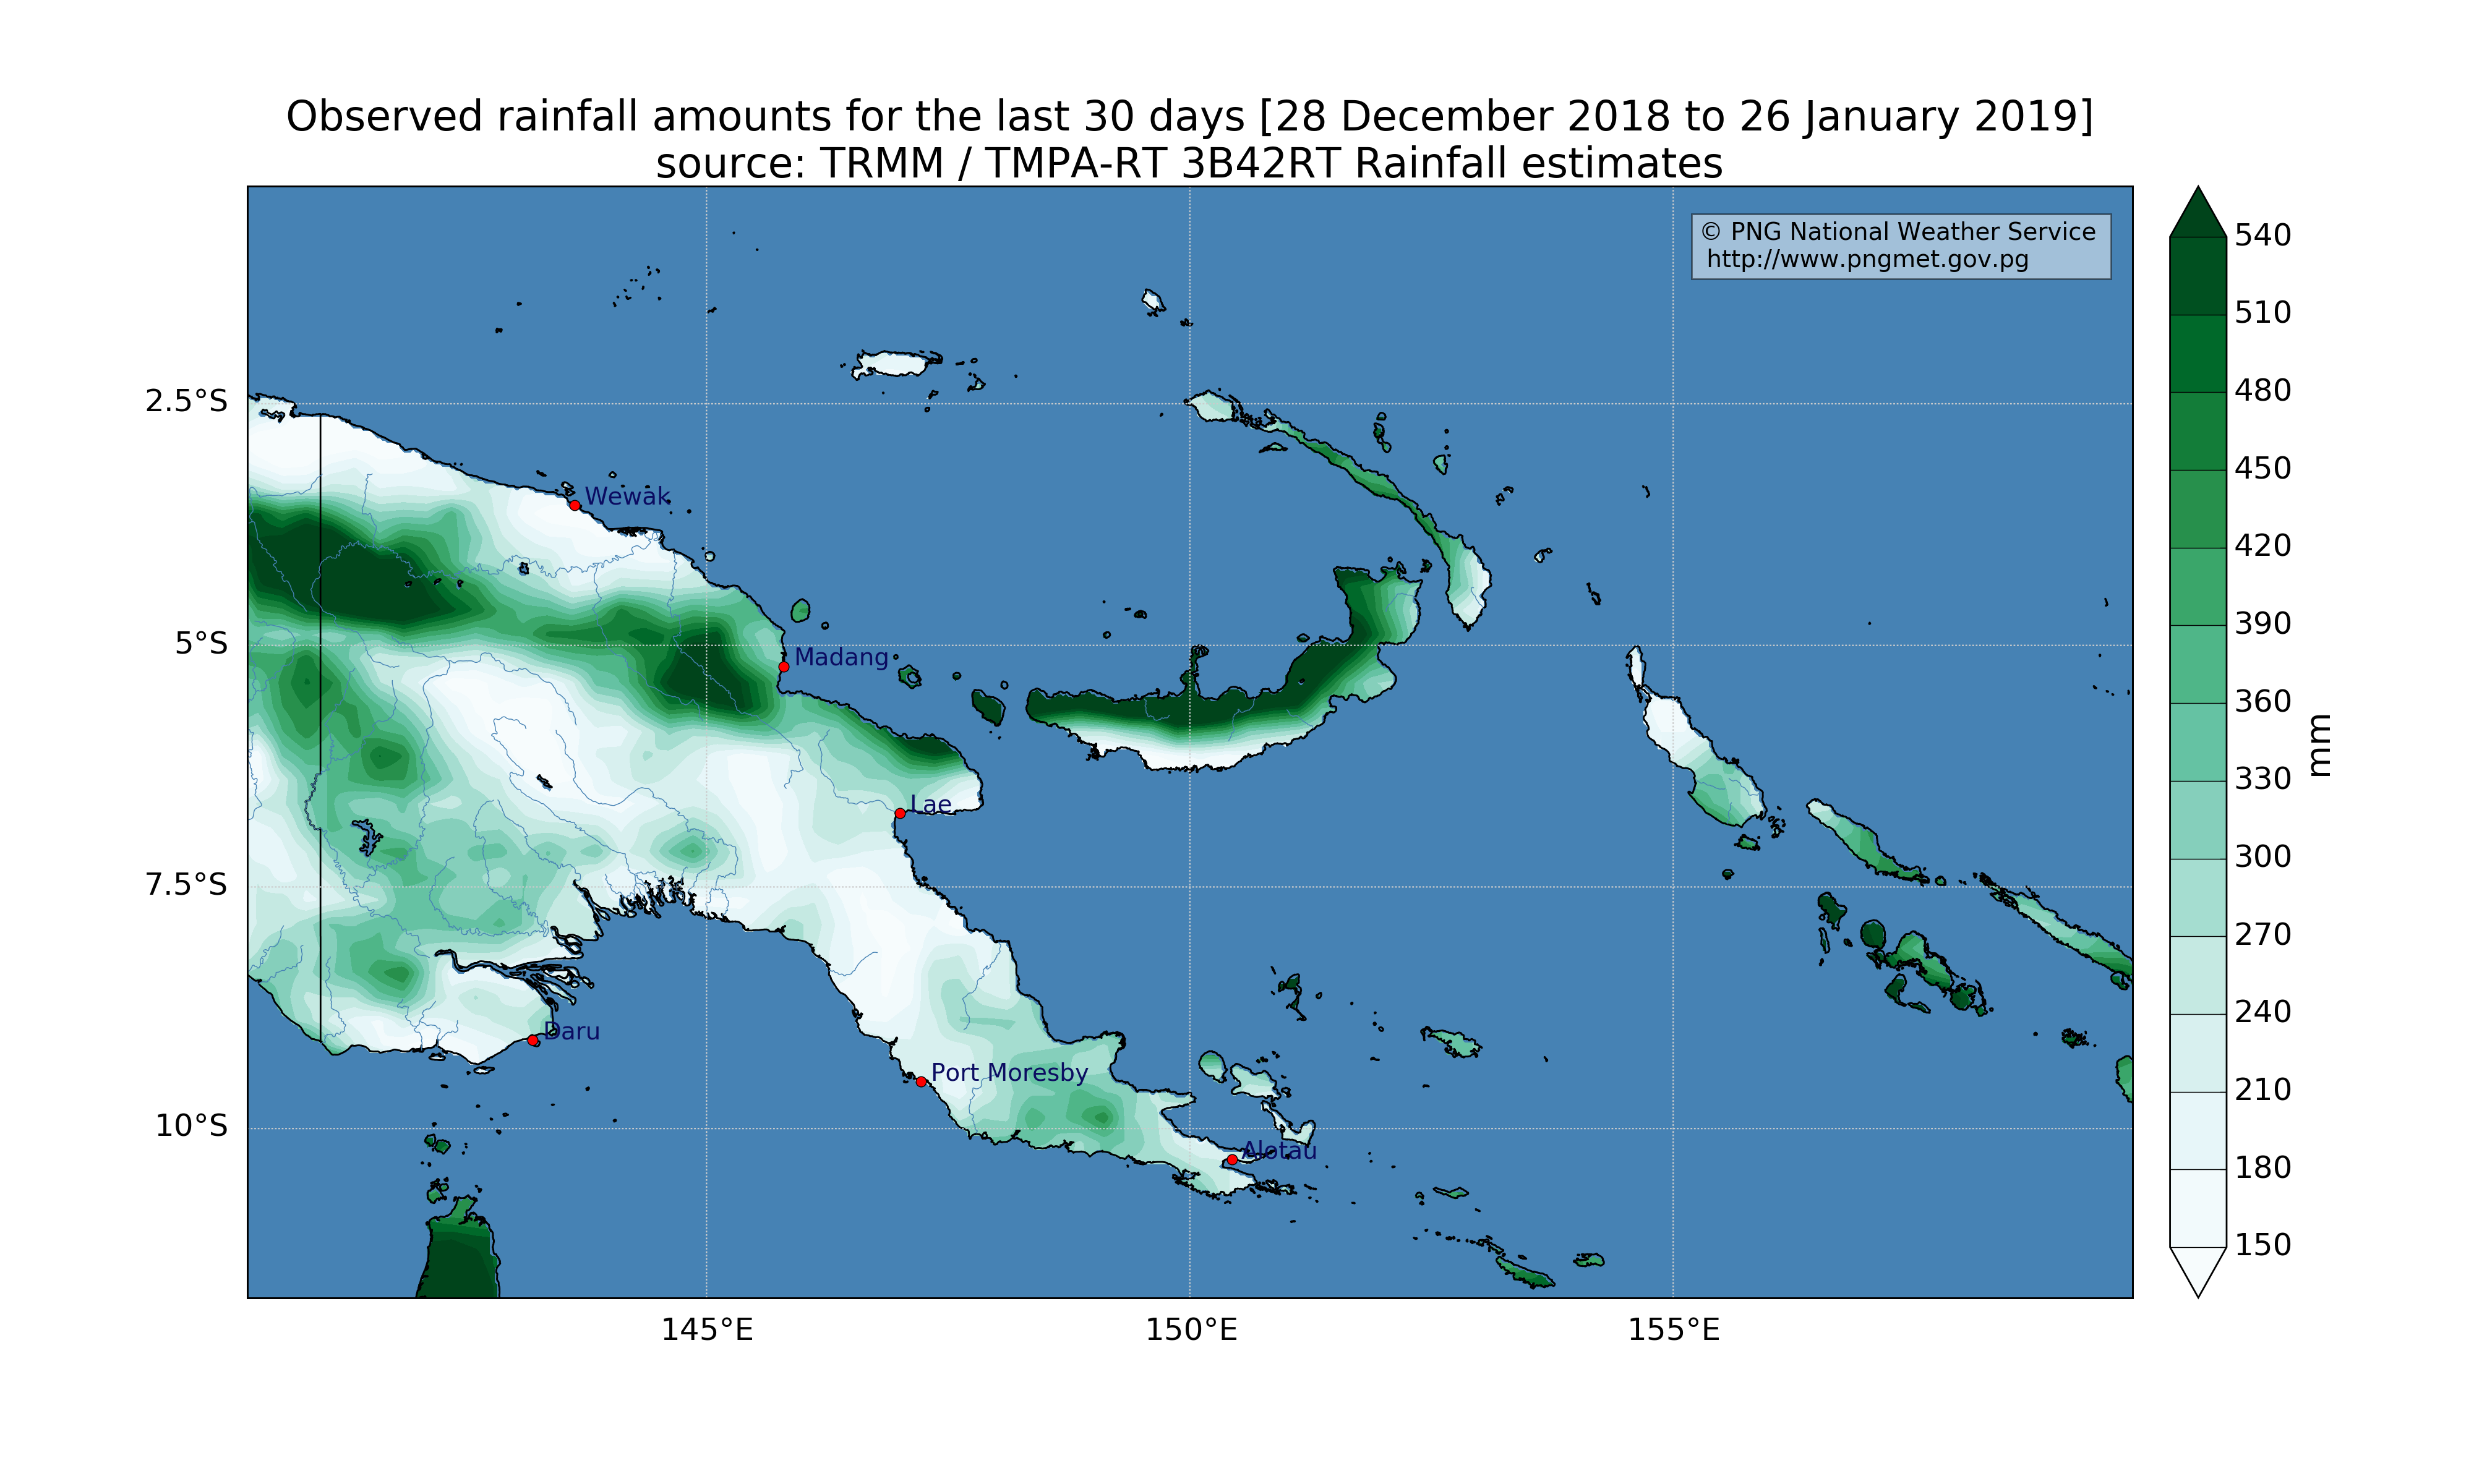 Observed rainfall amounts for the last 30 days [28 December 2018 to 26 January 2019]
source: TRMM / TMPA-RT 3B42RT Rainfall estimates
© PNG National Weather Service
http://www.pngmet.gov.pg
2.5°S
5°S
7.5°S
10°S
Wewak
Madang
Lae
Daru
Port Moresby
Alotau
145°E
150°E
155°E
540
510
480
450
420
390
360
330
300
270
240
210
180
150
mm